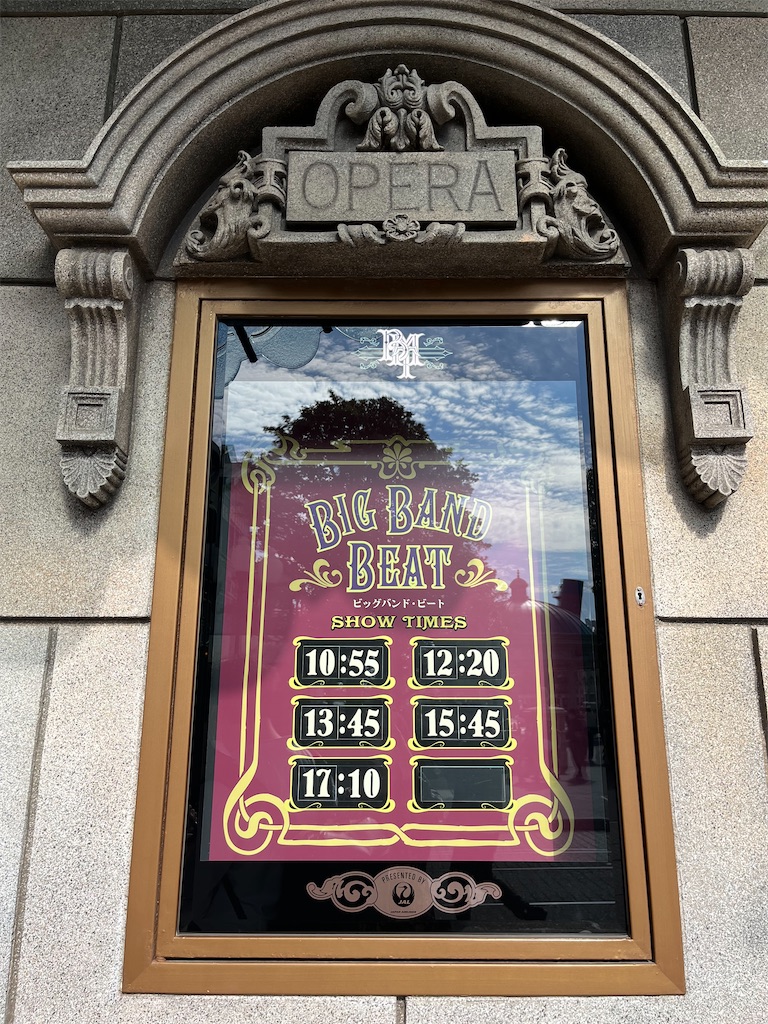 OPERA
BIG BAND
BEAT
ビッグバンド・ビート
SHOW TIMES
10:55 12:20
13:45 15:45
17:10
PRESENTED BY
JAL